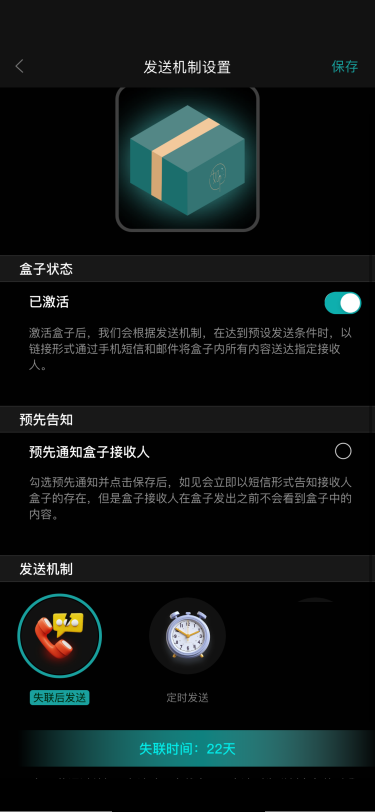 发送机制设置
保存
盒子状态
已激活
激活盒子后，我们会根据发送机制，在达到预设发送条件时，以
链接形式通过手机短信和邮件将盒子内所有内容送达指定接收
人。
预先告知
预先通知盒子接收人
勾选预先通知并点击保存后，如见会立即以短信形式告知接收人
盒子的存在，但是盒子接收人在盒子发出之前不会看到盒子中的
内容。
发送机制
失联后发送
定时发送
失联时间：22天